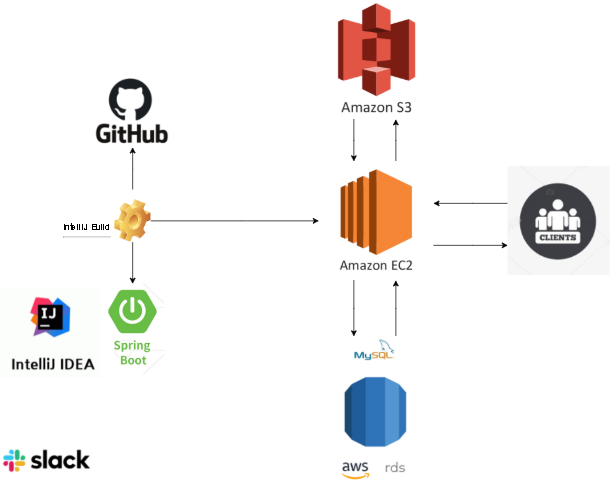 Amazon S3
GitHub
IntelliJ Build
Amazon EC2
CLIENTS
IJ
Spring
Boot
IntelliJ IDEA
MySQL
aws rds
slack